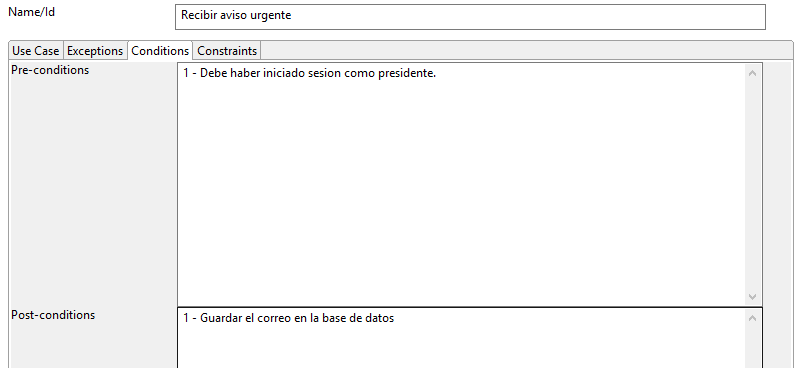 Name/Id
Recibir aviso urgente
Use Case Exceptions Conditions Constraints
Pre-conditions
1 - Debe haber iniciado sesion como presidente.
Post-conditions
1 - Guardar el correo en la base de datos